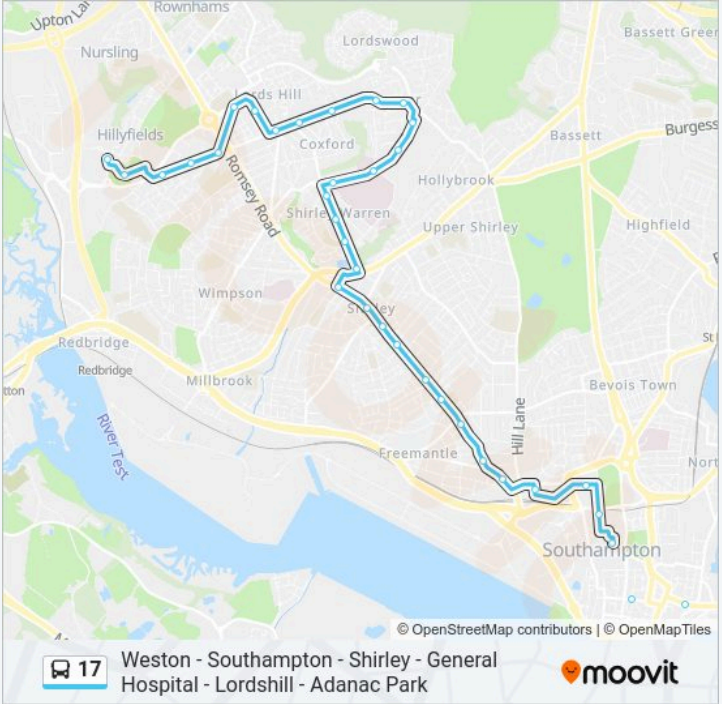 Upton La
Rownhams
Lordswood
Bassett Green
Nursling
Lords Hill
Hillyfields
Coxford
Bassett
Burgess
Romsey Road
Hollybrook
Shirley Warren
Upper Shirley
Highfield
Wimpson
Shirley
Redbridge
Redbridge
Millbrook
Bevois Town
River Test
Hill Lane
Freemantle
Southampton
© OpenStreetMap contributors | © OpenMapTiles
17
Weston - Southampton - Shirley - General
Hospital - Lordshill - Adanac Park
moovit